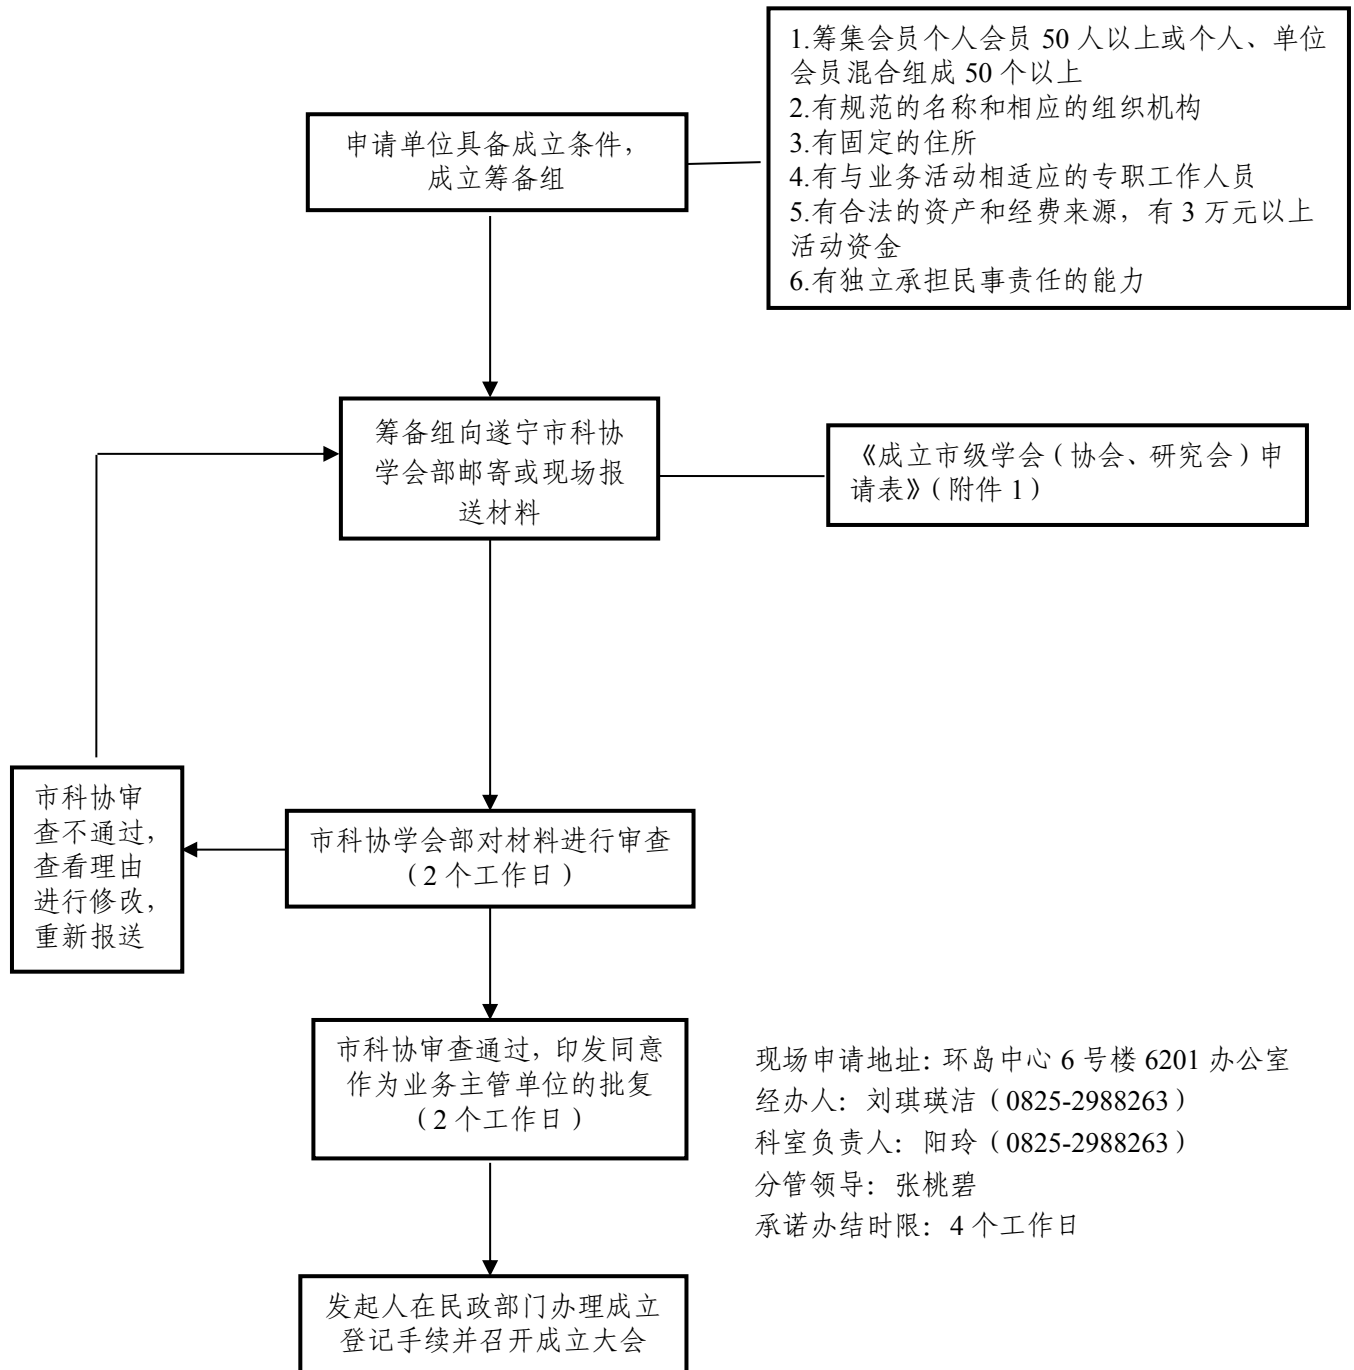 1.筹集会员个人会员 50 人以上或个人、单位
会员混合组成 50 个以上
2.有规范的名称和相应的组织机构
3.有固定的住所
4.有与业务活动相适应的专职工作人员
5.有合法的资产和经费来源，有 3 万元以上
活动资金
6.有独立承担民事责任的能力
申请单位具备成立条件，
成立筹备组
筹备组向遂宁市科协
学会部邮寄或现场报
送材料
《成立市级学会（协会、研究会）申
请表》（附件 1）
市科协审
查不通过，
查看理由
进行修改，
重新报送
市科协学会部对材料进行审查
（2 个工作日）
市科协审查通过，印发同意
作为业务主管单位的批复
（2 个工作日）
现场申请地址：环岛中心 6 号楼 6201 办公室
经办人：刘琪瑛洁（0825-2988263）
科室负责人：阳玲（0825-2988263）
分管领导：张桃碧
承诺办结时限：4 个工作日
发起人在民政部门办理成立
登记手续并召开成立大会